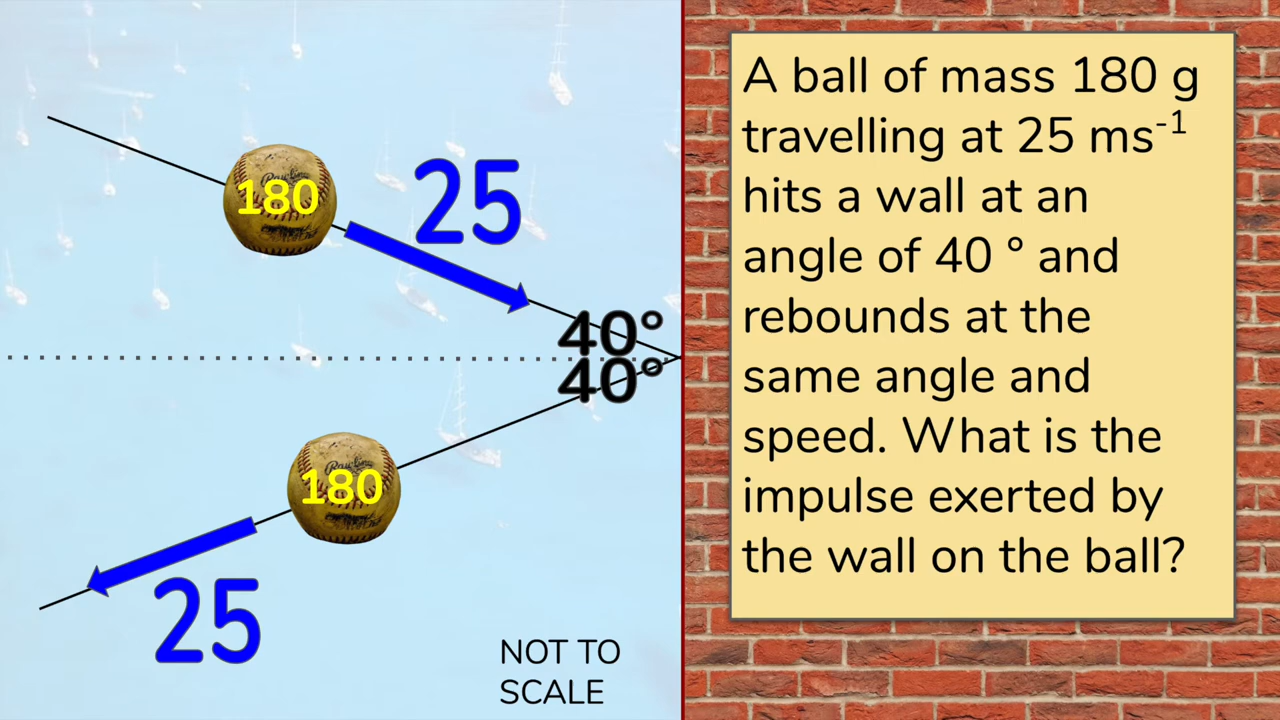 180
25
40°
40°
180
25
NOT TO
SCALE
A ball of mass 180 g
travelling at 25 ms⁻¹
hits a wall at an
angle of 40 ° and
rebounds at the
same angle and
speed. What is the
impulse exerted by
the wall on the ball?